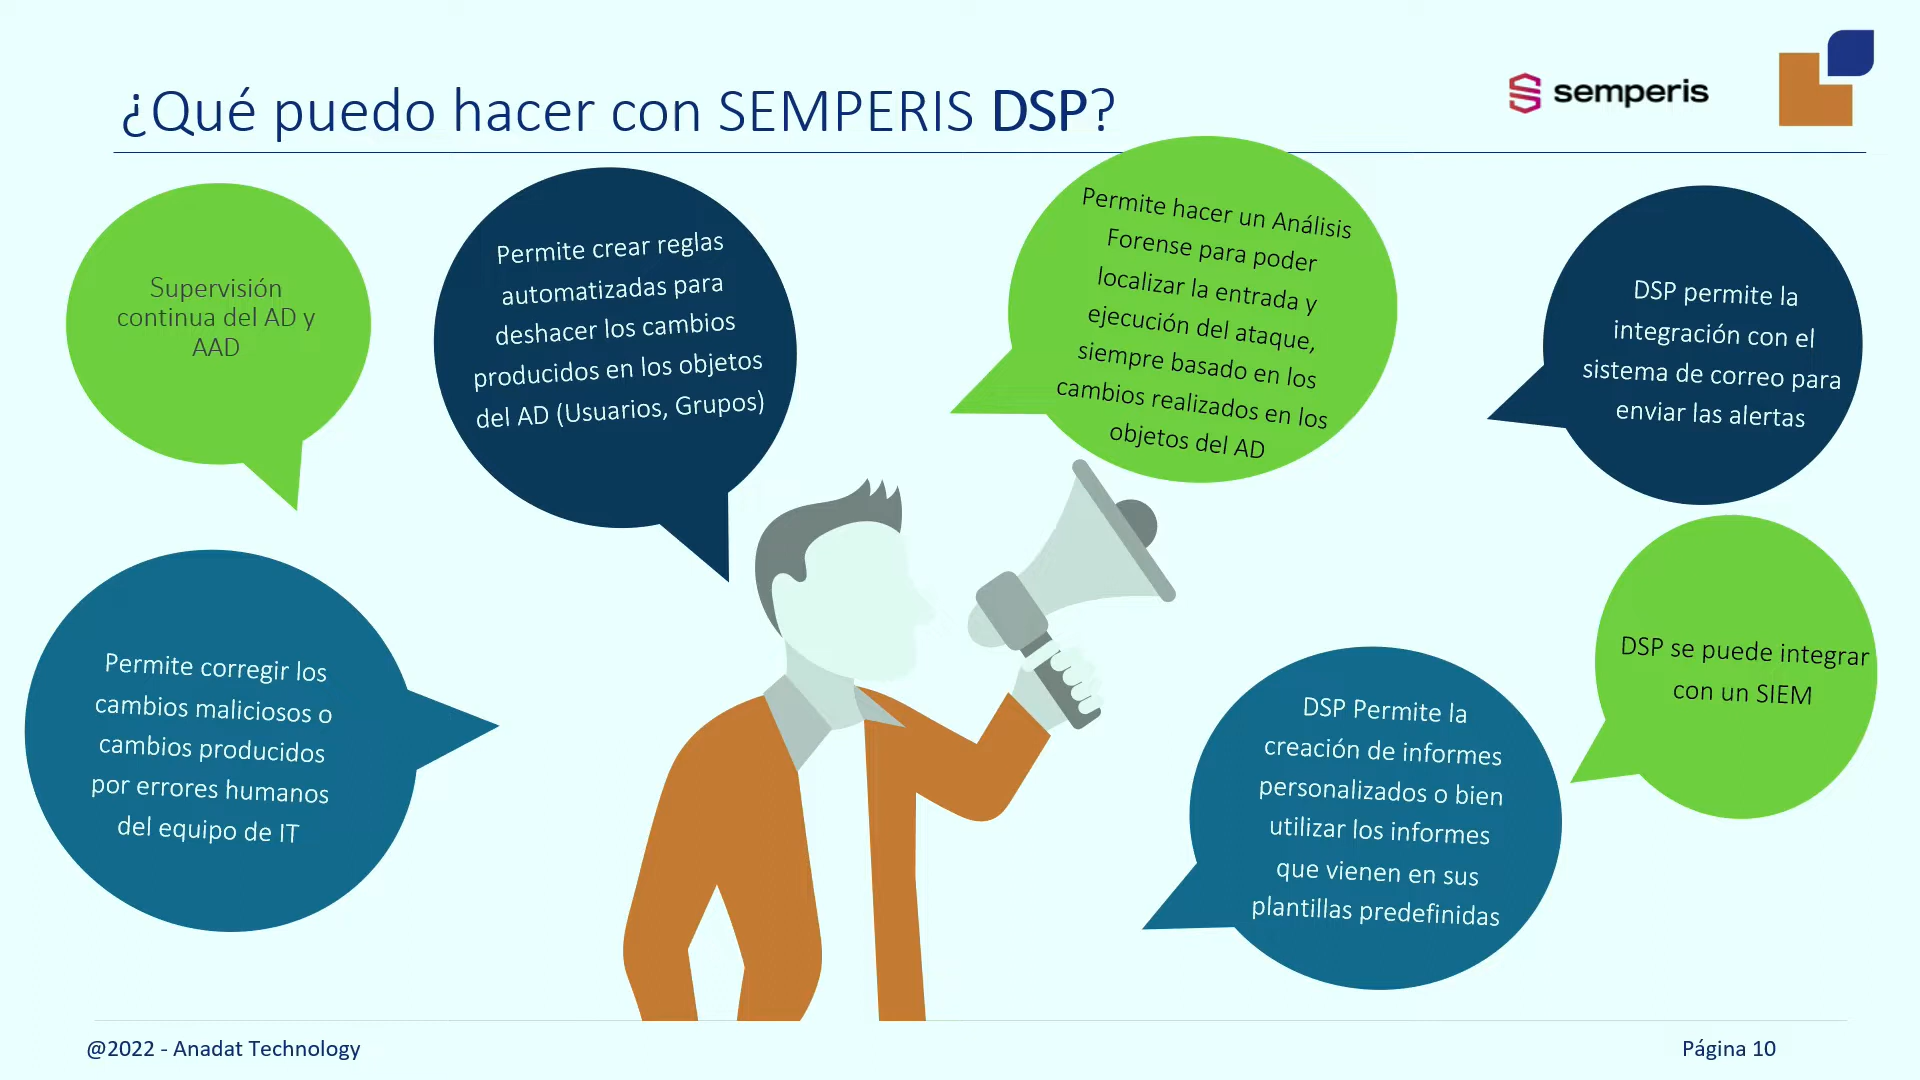 ¿Qué puedo hacer con SEMPERIS DSP?
semperis
Supervisión
continua del AD y
AAD
Permite crear reglas
automatizadas para
deshacer los cambios
producidos en los objetos
del AD (Usuarios, Grupos)
Permite hacer un Análisis
Forense para poder
localizar la entrada y
ejecución del ataque,
siempre basado en los
cambios realizados en los
objetos del AD
DSP permite la
integración con el
sistema de correo para
enviar las alertas
Permite corregir los
cambios maliciosos o
cambios producidos
por errores humanos
del equipo de IT
DSP Permite la
creación de informes
personalizados o bien
utilizar los informes
que vienen en sus
plantillas predefinidas
DSP se puede integrar
con un SIEM
@2022 - Anadat Technology
Página 10